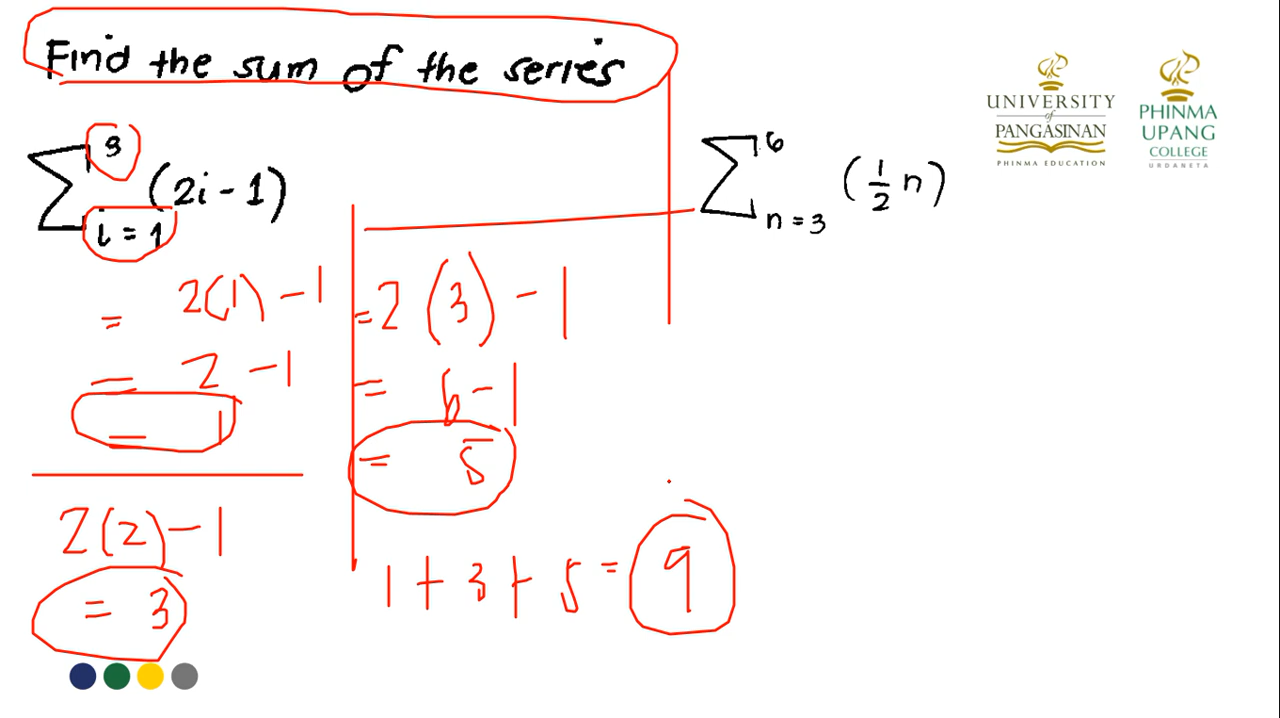 Find the sum of the series
3
∑ (2i - 1)
i = 1
= 2(1) - 1
= 2 - 1
= 1
2(2) - 1
= 3
= 2(3) - 1
= 6 - 1
= 5
1 + 3 + 5 = 9
6
∑ (1/2 n)
n = 3
UNIVERSITY
of
PANGASINAN
PHINMA EDUCATION
PHINMA
UPANG
COLLEGE
URDANETA